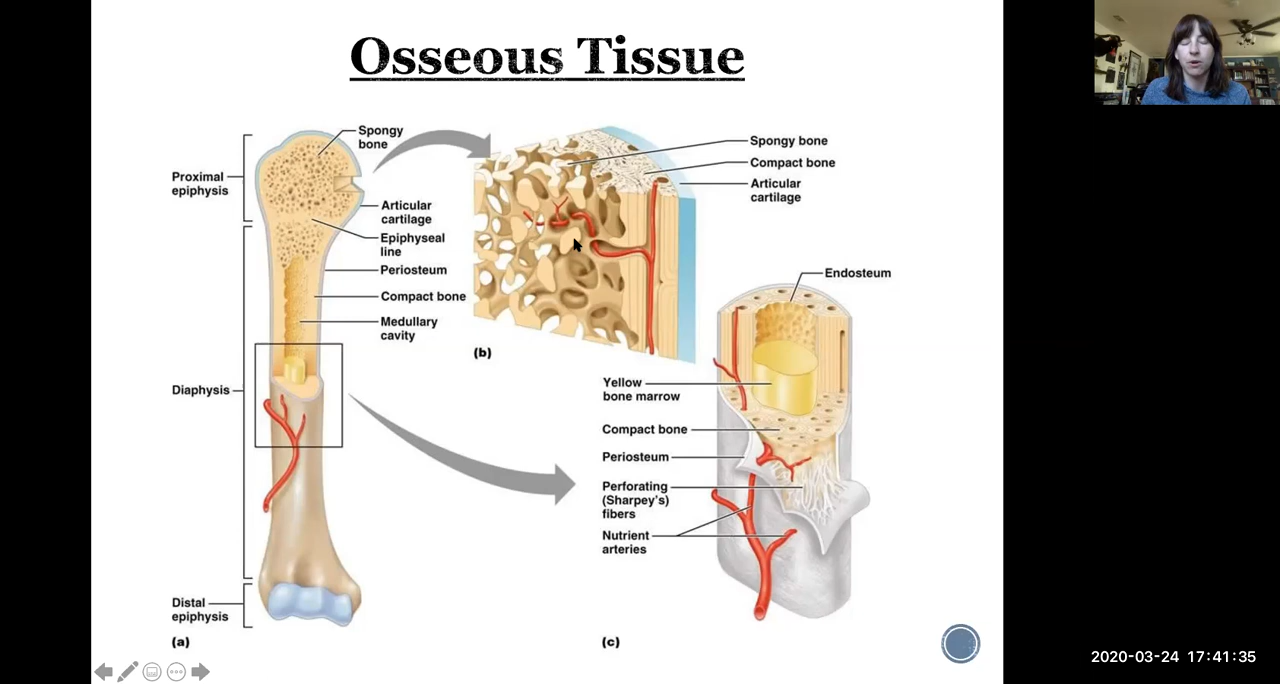 Osseous Tissue
Spongy
bone
Proximal
epiphysis
Articular
cartilage
Epiphyseal
line
Periosteum
Compact bone
Medullary
cavity
Diaphysis
Distal
epiphysis
(a)
Spongy bone
Compact bone
Articular
cartilage
(b)
Endosteum
Yellow
bone marrow
Compact bone
Periosteum
Perforating
(Sharpey's)
fibers
Nutrient
arteries
(c)
2020-03-24 17:41:35